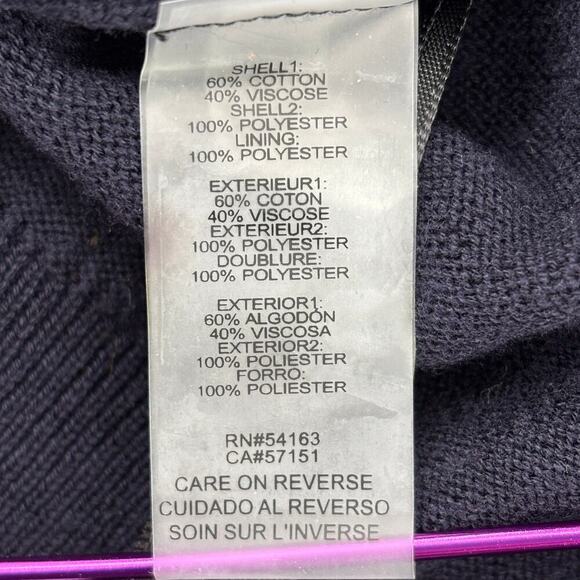 SHELL1:
60% COTTON
40% VISCOSE
SHELL2:
100% POLYESTER
LINING:
100% POLYESTER
EXTERIEUR1:
60% COTON
40% VISCOSE
EXTERIEUR2:
100% POLYESTER
DOUBLURE:
100% POLYESTER
EXTERIOR1:
60% ALGODÓN
40% VISCOSA
EXTERIOR2:
100% POLIESTER
FORRO:
100% POLIESTER
RN#54163
CA#57151
CARE ON REVERSE
CUIDADO AL REVERSO
SOIN SUR L'INVERSE